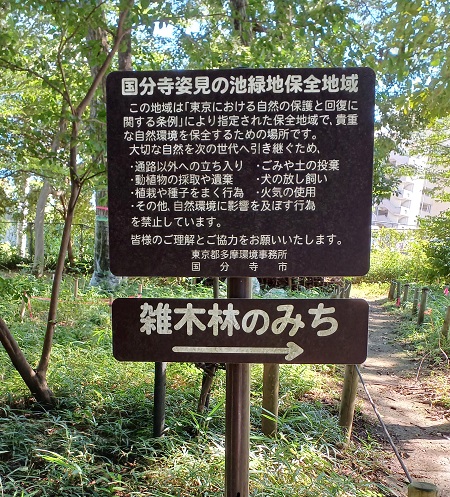 国分寺姿見の池緑地保全地域
この地域は「東京における自然の保護と回復に
関する条例」により指定された保全地域で、貴重
な自然環境を保全するための場所です。
大切な自然を次の世代へ引き継ぐため、
・通路以外への立ち入り ・ごみや土の投棄
・動植物の採取や遺棄 ・犬の放し飼い
・植栽や種子をまく行為 ・火気の使用
・その他、自然環境に影響を及ぼす行為
を禁止しています。
皆様のご理解とご協力をお願いいたします。
東京都多摩環境事務所
国分寺市
雑木林のみち